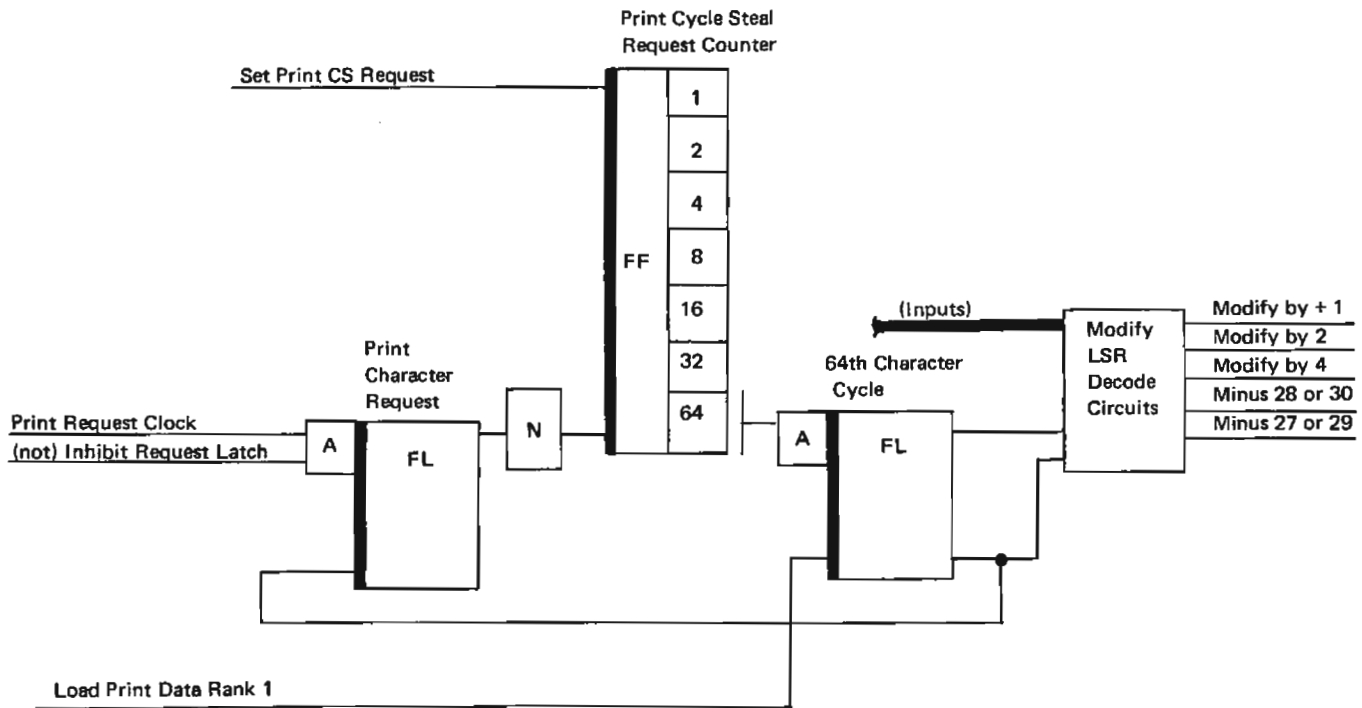 Print Cycle Steal
Request Counter
Set Print CS Request
1
2
4
FF
8
16
32
64
(Inputs)
Modify
LSR
Decode
Circuits
Modify by + 1
Modify by 2
Modify by 4
Minus 28 or 30
Minus 27 or 29
Print
Character
Request
64th Character
Cycle
Print Request Clock
(not) Inhibit Request Latch
A
FL
N
A
FL
Load Print Data Rank 1